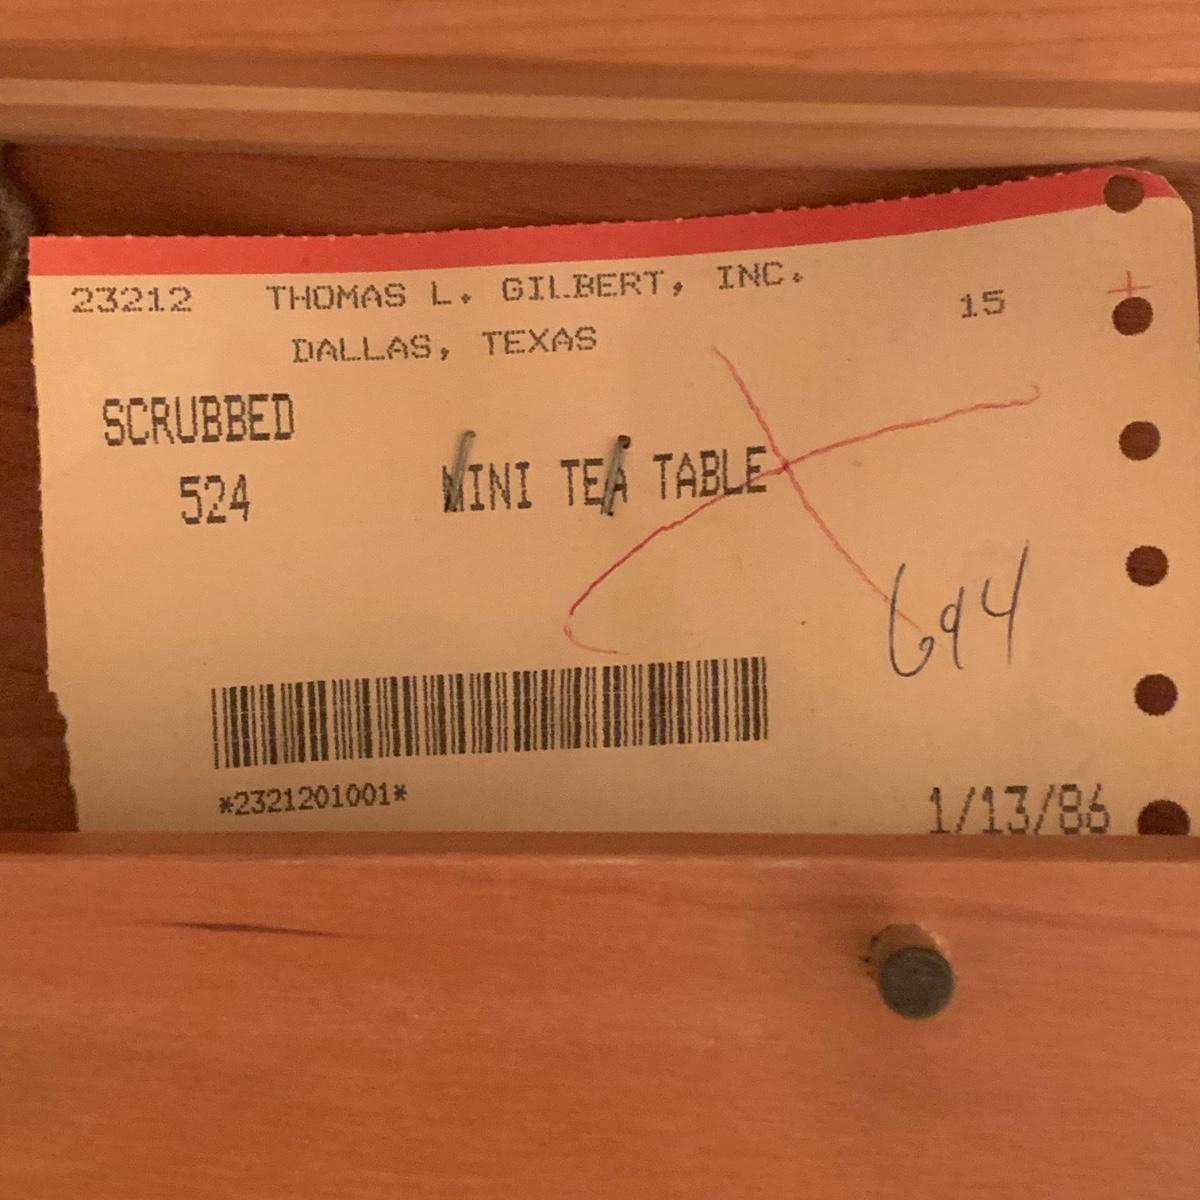 23212 THOMAS L. GILBERT, INC. 15
DALLAS, TEXAS
SCRUBBED
524 MINI TEA TABLE
694
*2321201001*
1/13/86